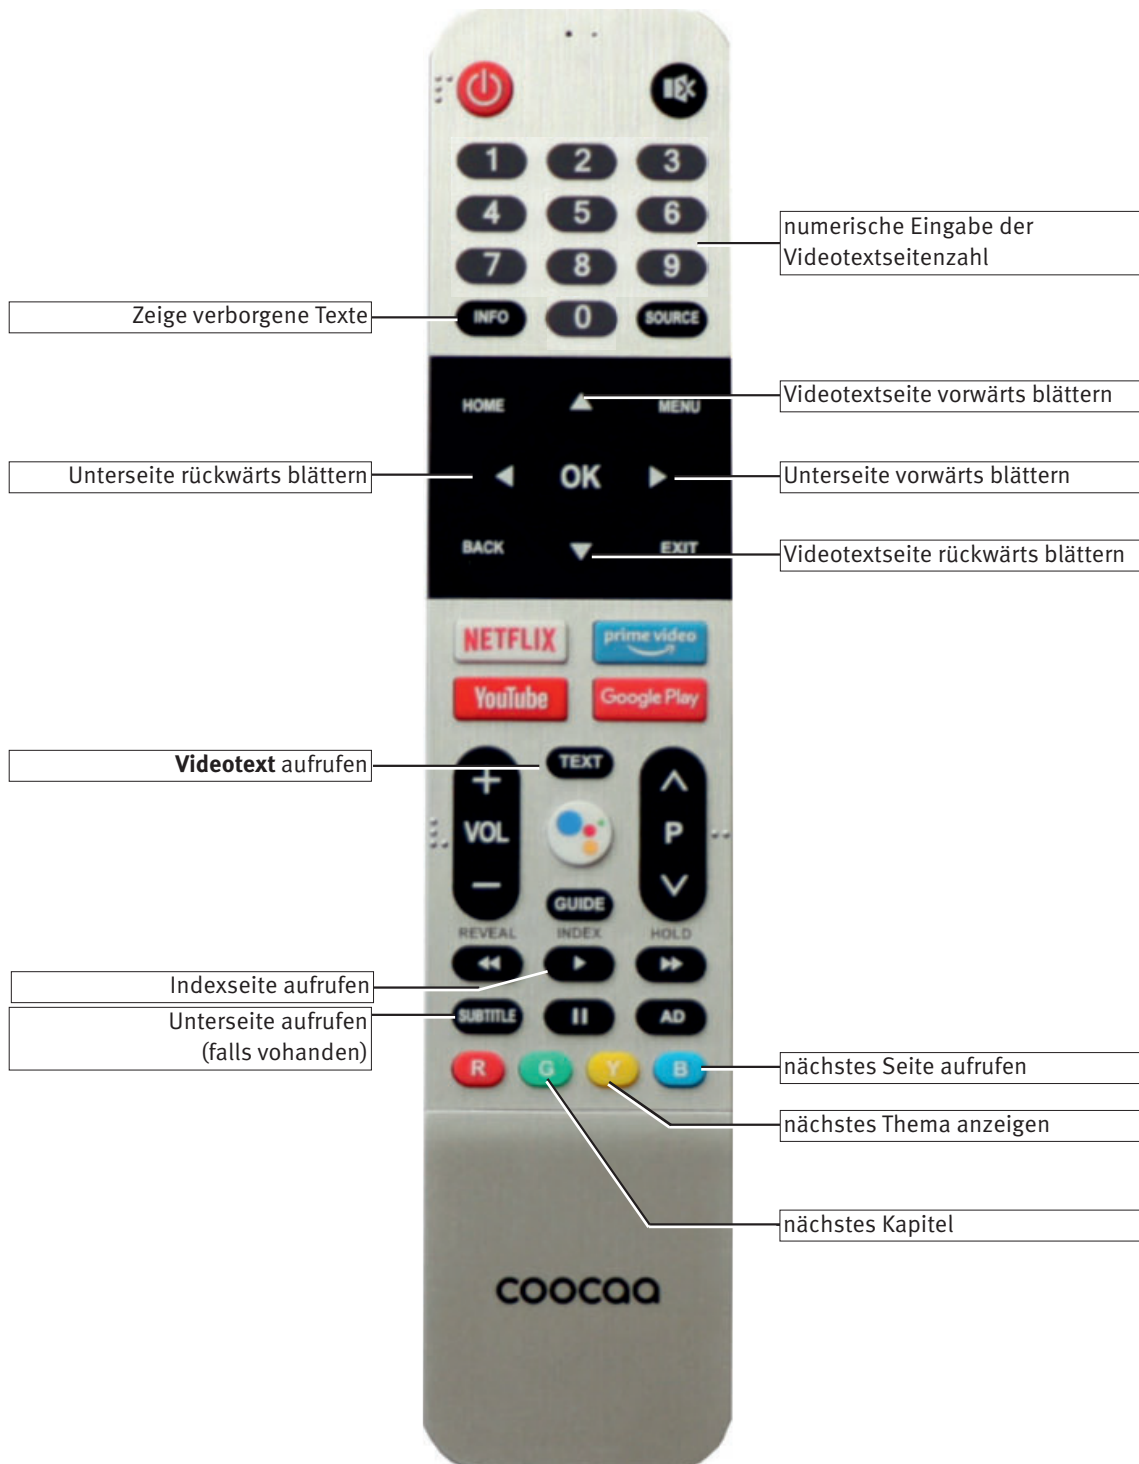 1 2 3
4 5 6
numerische Eingabe der
Videotextseitenzahl
7 8 9
Zeige verborgene Texte
INFO 0 SOURCE
HOME MENU
Videotextseite vorwärts blättern
Unterseite rückwärts blättern
OK
Unterseite vorwärts blättern
BACK EXIT
Videotextseite rückwärts blättern
NETFLIX prime video
YouTube Google Play
Videotext aufrufen
TEXT
VOL P
GUIDE
REVEAL INDEX HOLD
Indexseite aufrufen
Unterseite aufrufen
(falls vohanden)
SUBTITLE AD
R G Y B
nächstes Seite aufrufen
nächstes Thema anzeigen
nächstes Kapitel
coocaa